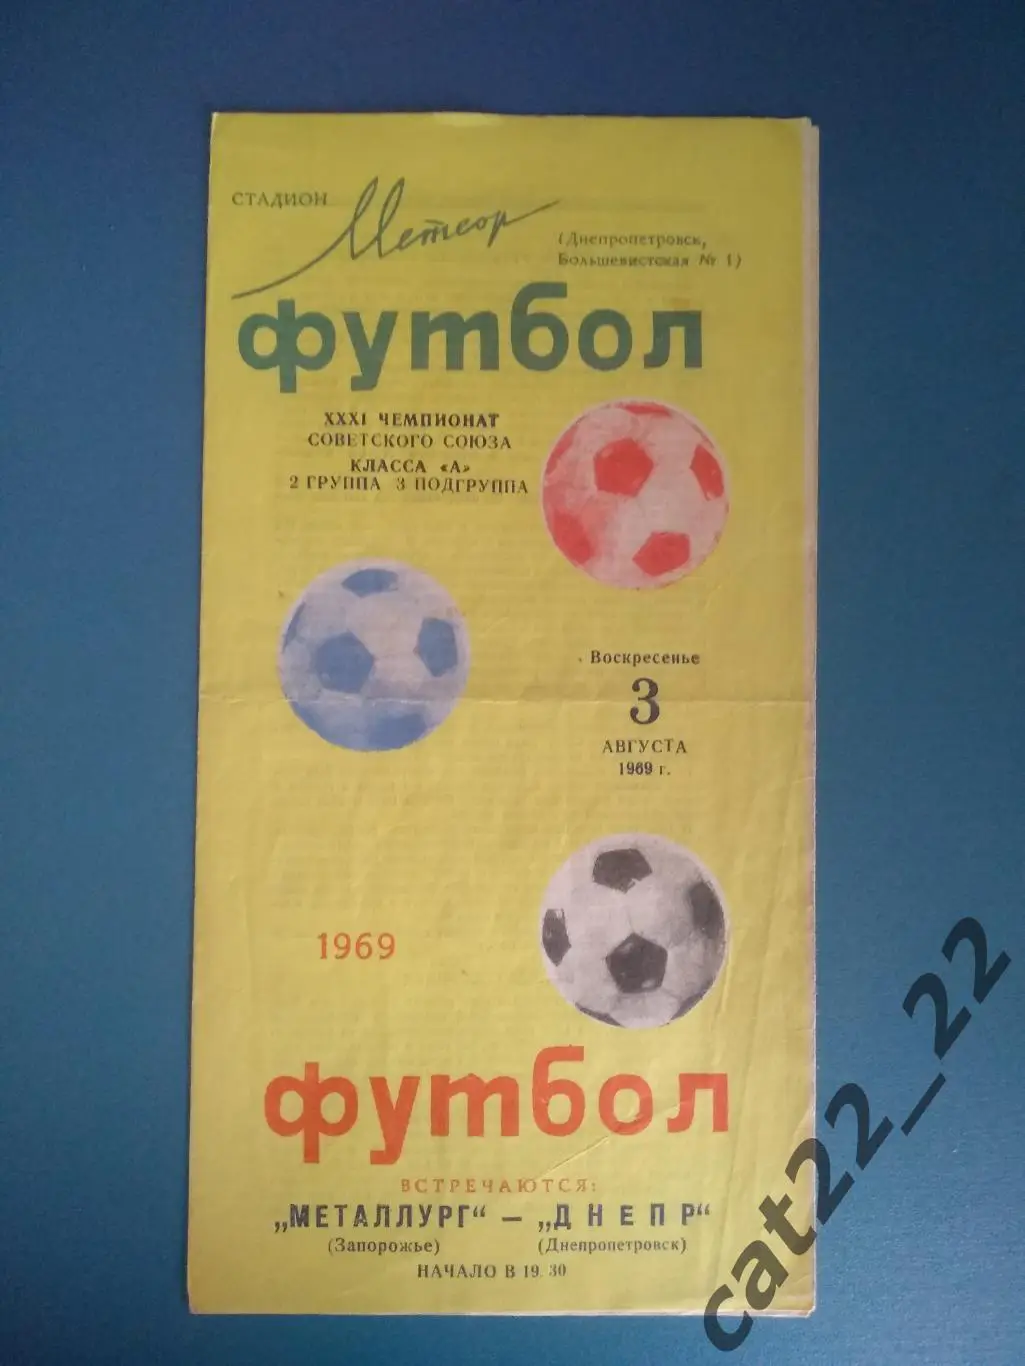 СТАДИОН Метеор
(Днепропетровск,
Большевистская № 1)
футбол
XXXI ЧЕМПИОНАТ
СОВЕТСКОГО СОЮЗА
КЛАССА «А»
2 ГРУППА 3 ПОДГРУППА
Воскресенье
3
АВГУСТА
1969 г.
1969
футбол
ВСТРЕЧАЮТСЯ:
„МЕТАЛЛУРГ“ — „ДНЕПР“
(Запорожье) (Днепропетровск)
НАЧАЛО В 19.30
cat22_22